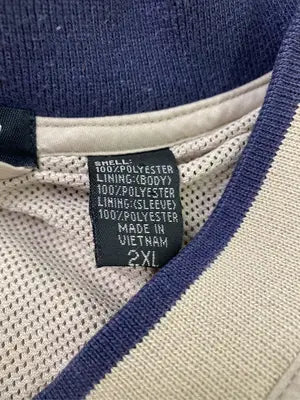 SHELL:
100%POLYESTER
LINING:(BODY)
100%POLYESTER
LINING:(SLEEVE)
100%POLYESTER
MADE IN
VIETNAM
2XL